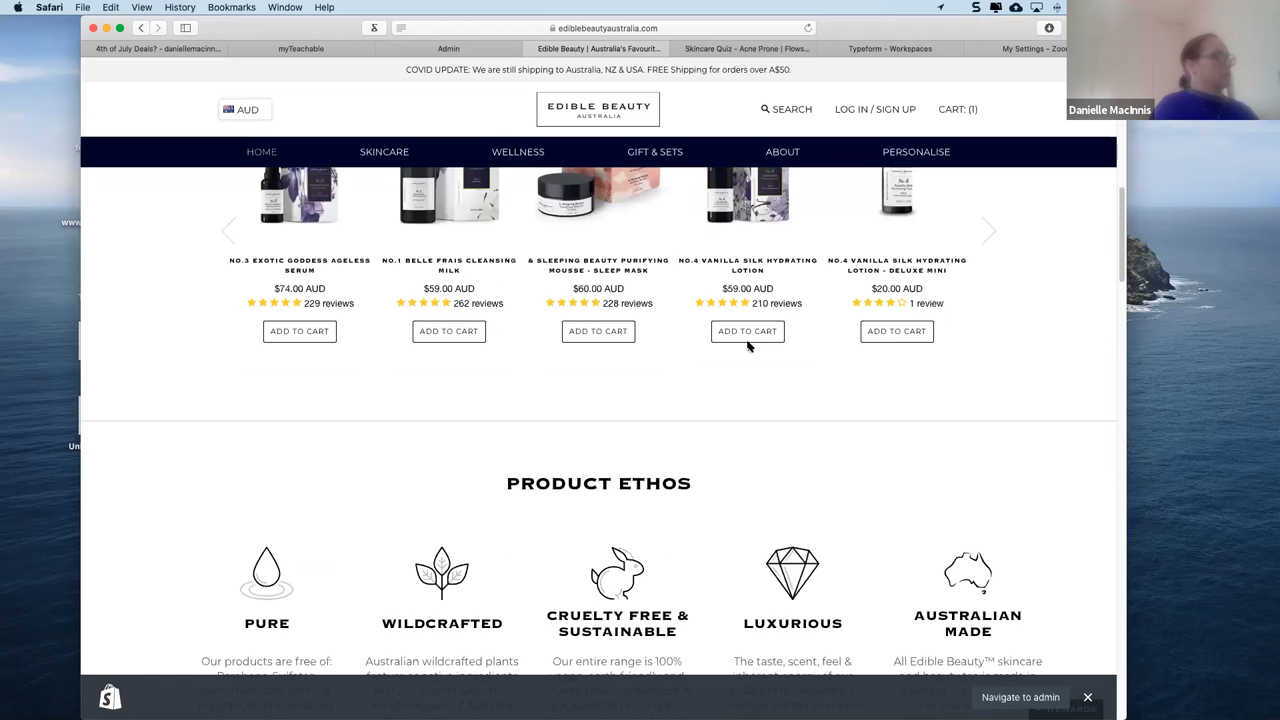 Safari File Edit View History Bookmarks Window Help
ediblebeautyaustralia.com
4th of July Deals? - daniellemacinn... myTeachable Admin Edible Beauty | Australia's Favourit... Skincare Quiz - Acne Prone | Flows... Typeform - Workspaces My Settings - Zoo
COVID UPDATE: We are still shipping to Australia, NZ & USA. FREE Shipping for orders over A$50.
Danielle MacInnis
AUD
EDIBLE BEAUTY
AUSTRALIA
SEARCH LOG IN / SIGN UP CART: (1)
HOME SKINCARE WELLNESS GIFT & SETS ABOUT PERSONALISE
www
NO.3 EXOTIC GODDESS AGELESS SERUM
NO.1 BELLE FRAIS CLEANSING MILK
& SLEEPING BEAUTY PURIFYING MOUSSE - SLEEP MASK
NO.4 VANILLA SILK HYDRATING LOTION
NO.4 VANILLA SILK HYDRATING LOTION - DELUXE MINI
$74.00 AUD $59.00 AUD $60.00 AUD $59.00 AUD $20.00 AUD
229 reviews 262 reviews 228 reviews 210 reviews 1 review
ADD TO CART ADD TO CART ADD TO CART ADD TO CART ADD TO CART
Un
PRODUCT ETHOS
PURE WILDCRAFTED CRUELTY FREE & SUSTAINABLE LUXURIOUS AUSTRALIAN MADE
Our products are free of: Australian wildcrafted plants Our entire range is 100% The taste, scent, feel & All Edible Beauty™ skincare
Navigate to admin
REWARDS